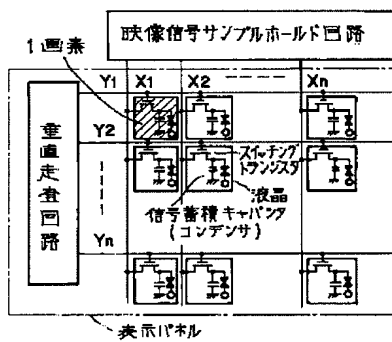 映像信号サンプルホールド回路
1画素
Y1 X1 X2 Xn
垂直走査回路
Y2
スイッチング
トランジスタ
液晶
信号蓄積キャパシタ
(コンデンサ)
Yn
表示パネル